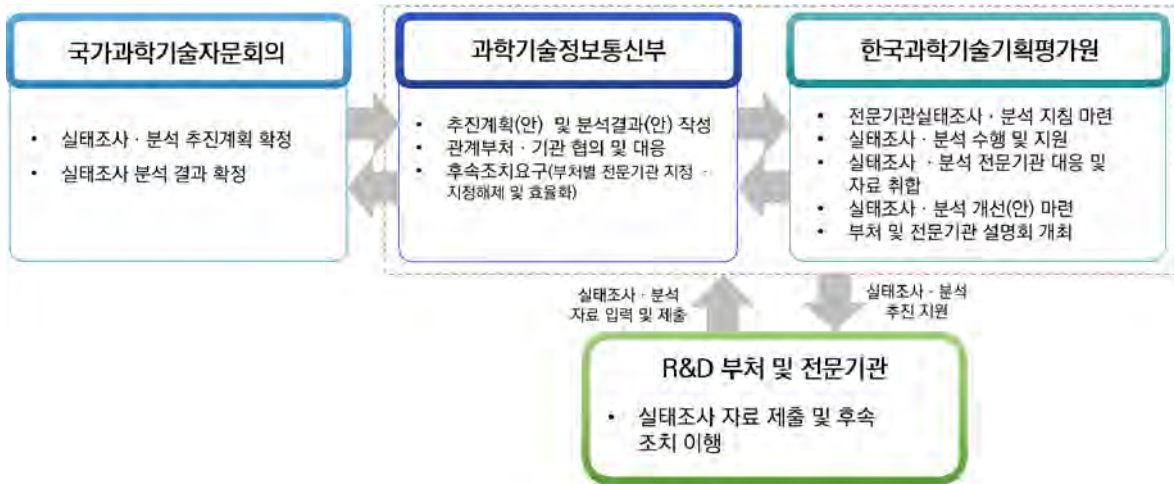 국가과학기술자문회의
• 실태조사 · 분석 추진계획 확정
• 실태조사 분석 결과 확정
과학기술정보통신부
• 추진계획(안) 및 분석결과(안) 작성
• 관계부처 · 기관 협의 및 대응
• 후속조치요구(부처별 전문기관 지정 ·
지정해제 및 효율화)
한국과학기술기획평가원
• 전문기관실태조사 · 분석 지침 마련
• 실태조사 · 분석 수행 및 지원
• 실태조사 · 분석 전문기관 대응 및
자료 취합
• 실태조사 · 분석 개선(안) 마련
• 부처 및 전문기관 설명회 개최
실태조사 · 분석
자료 입력 및 제출
실태조사 · 분석
추진 지원
R&D 부처 및 전문기관
• 실태조사 자료 제출 및 후속
조치 이행